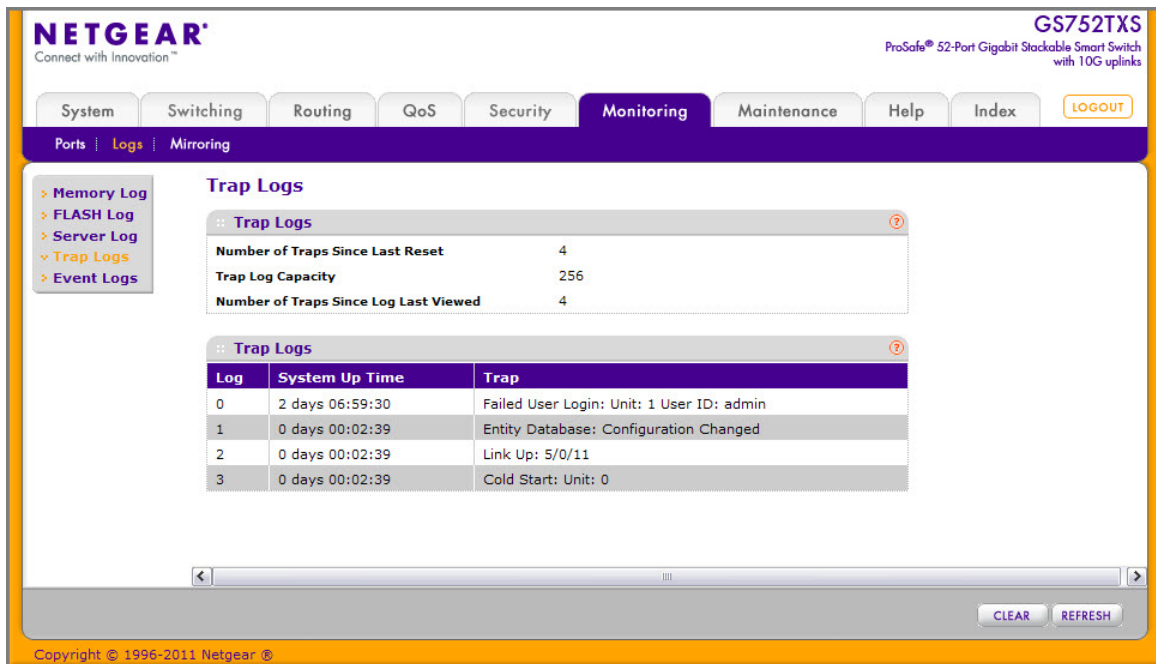 NETGEAR®
Connect with Innovation™
GS752TXS
ProSafe® 52-Port Gigabit Stackable Smart Switch
with 10G uplinks
System Switching Routing QoS Security Monitoring Maintenance Help Index LOGOUT
Ports Logs Mirroring
Memory Log
FLASH Log
Server Log
Trap Logs
Event Logs
Trap Logs
Trap Logs ?
Number of Traps Since Last Reset 4
Trap Log Capacity 256
Number of Traps Since Log Last Viewed 4
Trap Logs ?
Log System Up Time Trap
0 2 days 06:59:30 Failed User Login: Unit: 1 User ID: admin
1 0 days 00:02:39 Entity Database: Configuration Changed
2 0 days 00:02:39 Link Up: 5/0/11
3 0 days 00:02:39 Cold Start: Unit: 0
CLEAR REFRESH
Copyright © 1996-2011 Netgear ®